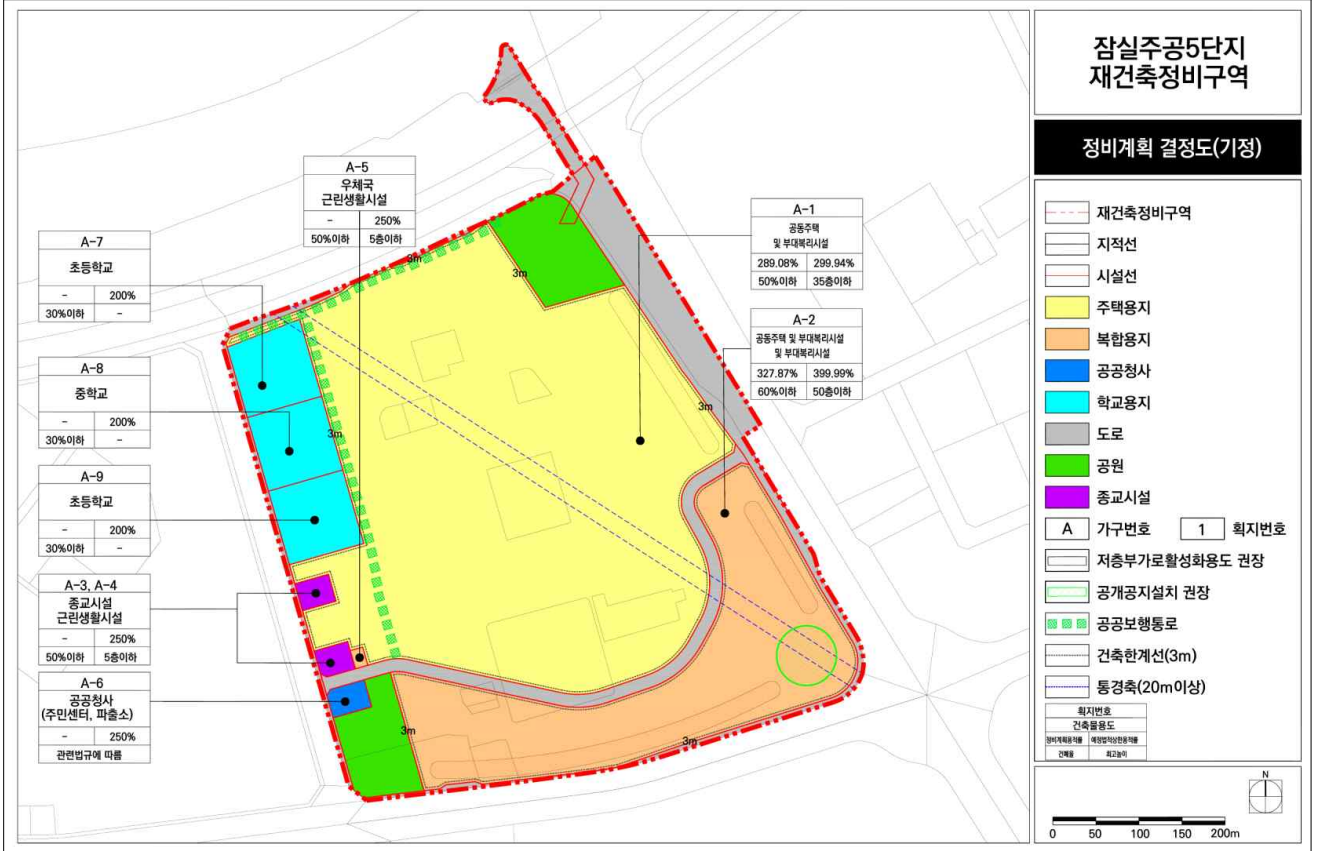 잠실주공5단지
재건축정비구역
정비계획 결정도(기정)
재건축정비구역
지적선
시설선
주택용지
복합용지
공공청사
학교용지
도로
공원
종교시설
A 가구번호 1 획지번호
저층부가로활성화용도 권장
공개공지설치 권장
공공보행통로
건축한계선(3m)
통경축(20m이상)
획지번호
건축물용도
정비계획용적률 예정법적상한용적률
건폐율 최고높이
N
0 50 100 150 200m
A-5
우체국
근린생활시설
- 250%
50%이하 5층이하
A-7
초등학교
- 200%
30%이하 -
A-8
중학교
- 200%
30%이하 -
A-9
초등학교
- 200%
30%이하 -
A-3, A-4
종교시설
근린생활시설
- 250%
50%이하 5층이하
A-6
공공청사
(주민센터, 파출소)
- 250%
관련법규에 따름
A-1
공동주택
및 부대복리시설
289.08% 299.94%
50%이하 35층이하
A-2
공동주택 및 부대복리시설
및 부대복리시설
327.87% 399.99%
60%이하 50층이하
3m
3m
3m
3m
3m
3m